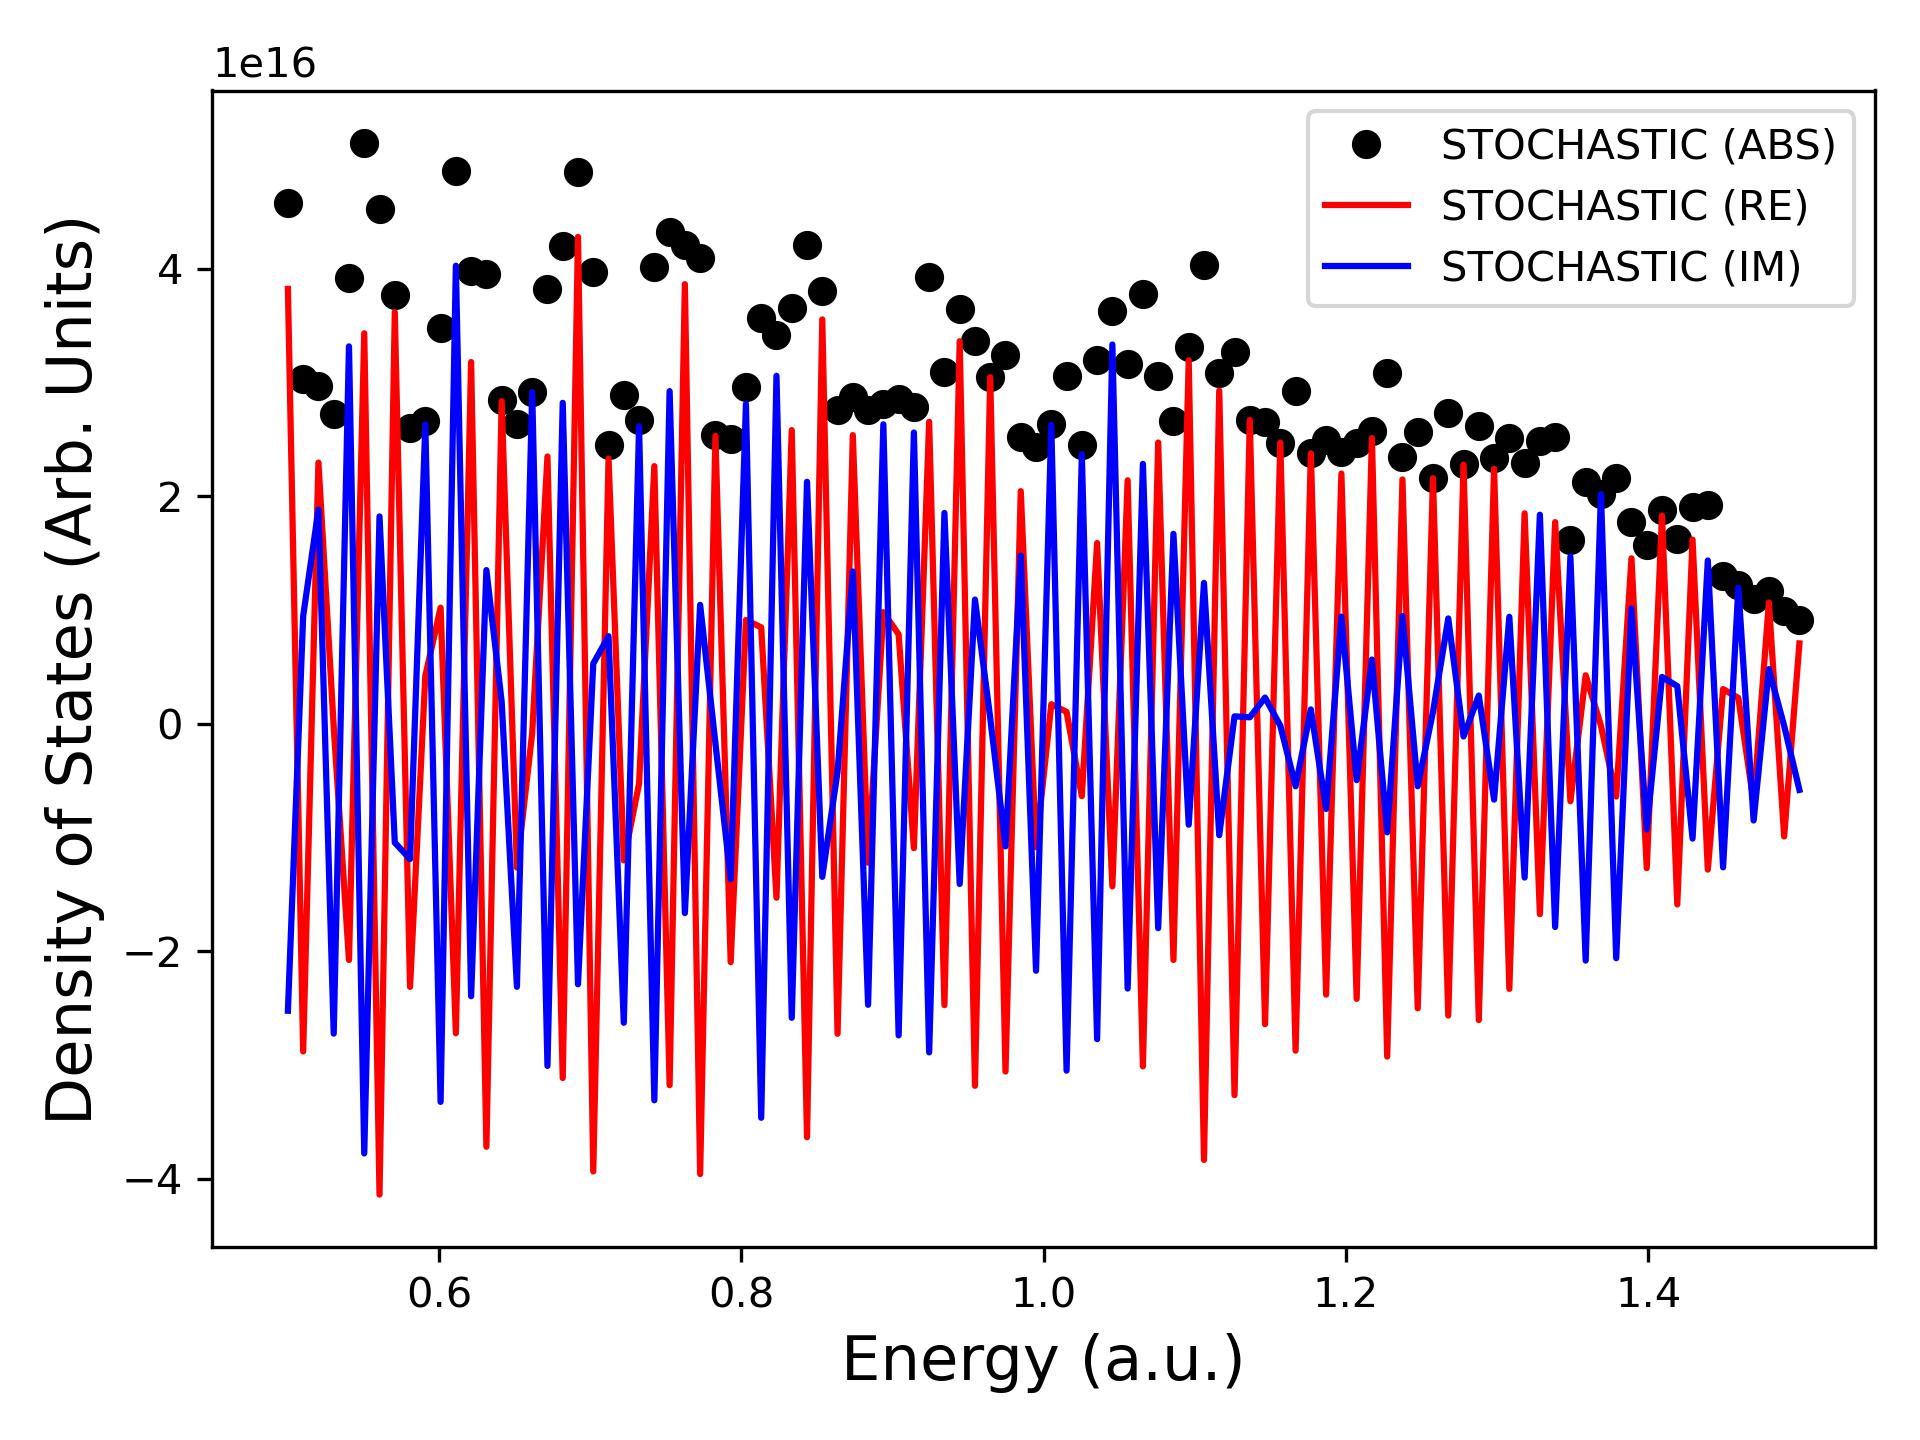 1e16
STOCHASTIC (ABS)
STOCHASTIC (RE)
STOCHASTIC (IM)
Density of States (Arb. Units)
4
2
0
−2
−4
0.6
0.8
1.0
1.2
1.4
Energy (a.u.)